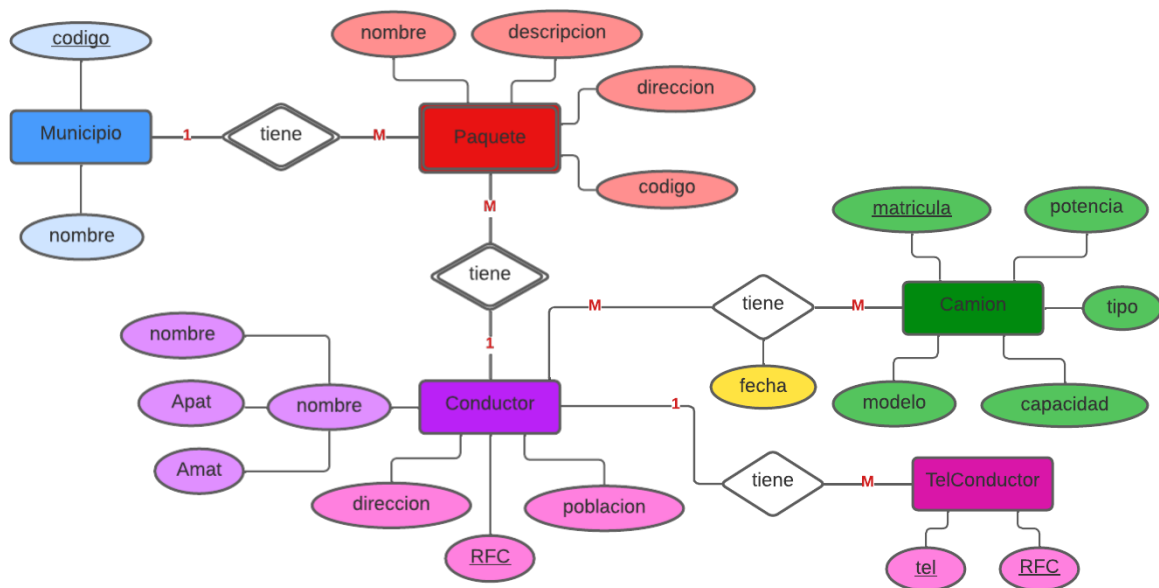 codigo
nombre
descripcion
direccion
Municipio
1
tiene
M
Paquete
codigo
nombre
M
matricula
potencia
tiene
M
tiene
M
Camion
tipo
nombre
1
fecha
modelo
capacidad
Apat
nombre
Conductor
1
Amat
direccion
poblacion
tiene
M
TelConductor
RFC
tel
RFC